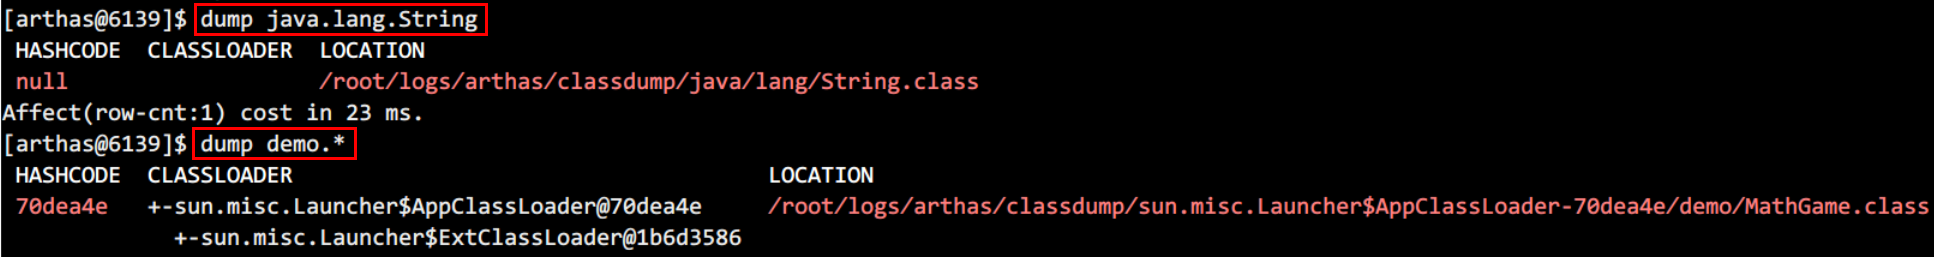 [arthas@6139]$ dump java.lang.String
HASHCODE CLASSLOADER LOCATION
null /root/logs/arthas/classdump/java/lang/String.class
Affect(row-cnt:1) cost in 23 ms.
[arthas@6139]$ dump demo.*
HASHCODE CLASSLOADER LOCATION
70dea4e +-sun.misc.Launcher$AppClassLoader@70dea4e /root/logs/arthas/classdump/sun.misc.Launcher$AppClassLoader-70dea4e/demo/MathGame.class
+-sun.misc.Launcher$ExtClassLoader@1b6d3586